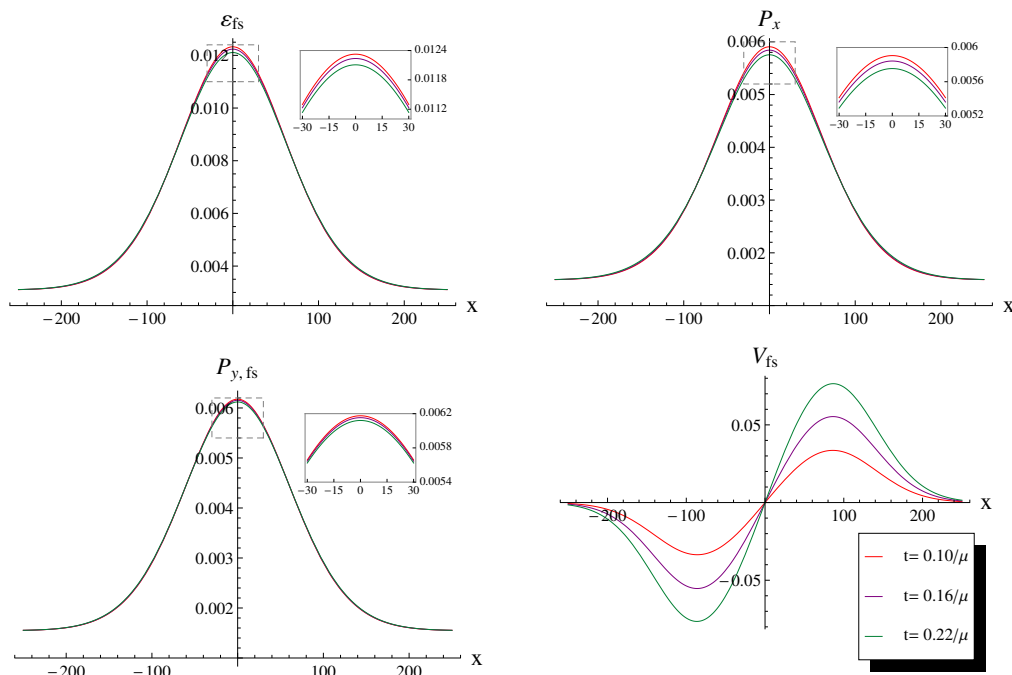 ε_fs
0.012
0.010
0.008
0.006
0.004
−200 −100 100 200 x
0.0124
0.0118
0.0112
−30 −15 0 15 30
P_x
0.006
0.005
0.004
0.003
0.002
−200 −100 100 200 x
0.006
0.0056
0.0052
−30 −15 0 15 30
P_y, fs
0.006
0.005
0.004
0.003
0.002
−200 −100 100 200 x
0.0062
0.0058
0.0054
−30 −15 0 15 30
V_fs
0.05
−200 −100 100 200 x
−0.05
t= 0.10/μ
t= 0.16/μ
t= 0.22/μ